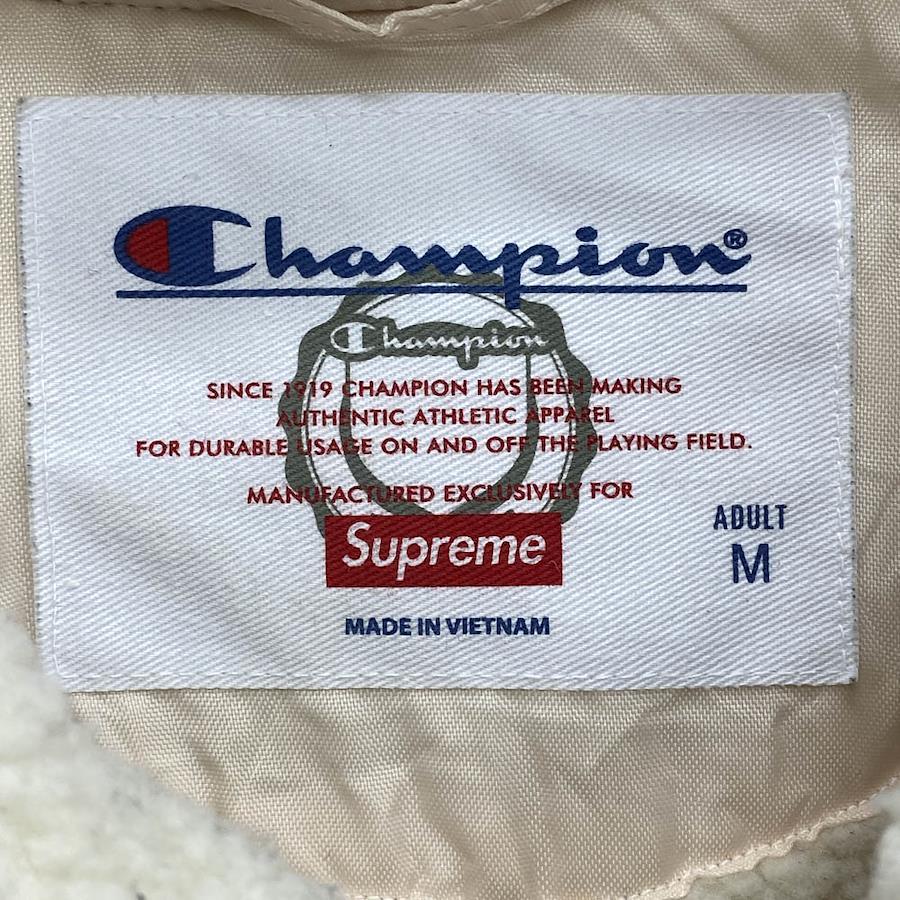 Champion®
Champion
SINCE 1919 CHAMPION HAS BEEN MAKING
AUTHENTIC ATHLETIC APPAREL
FOR DURABLE USAGE ON AND OFF THE PLAYING FIELD.
MANUFACTURED EXCLUSIVELY FOR
Supreme
ADULT
M
MADE IN VIETNAM